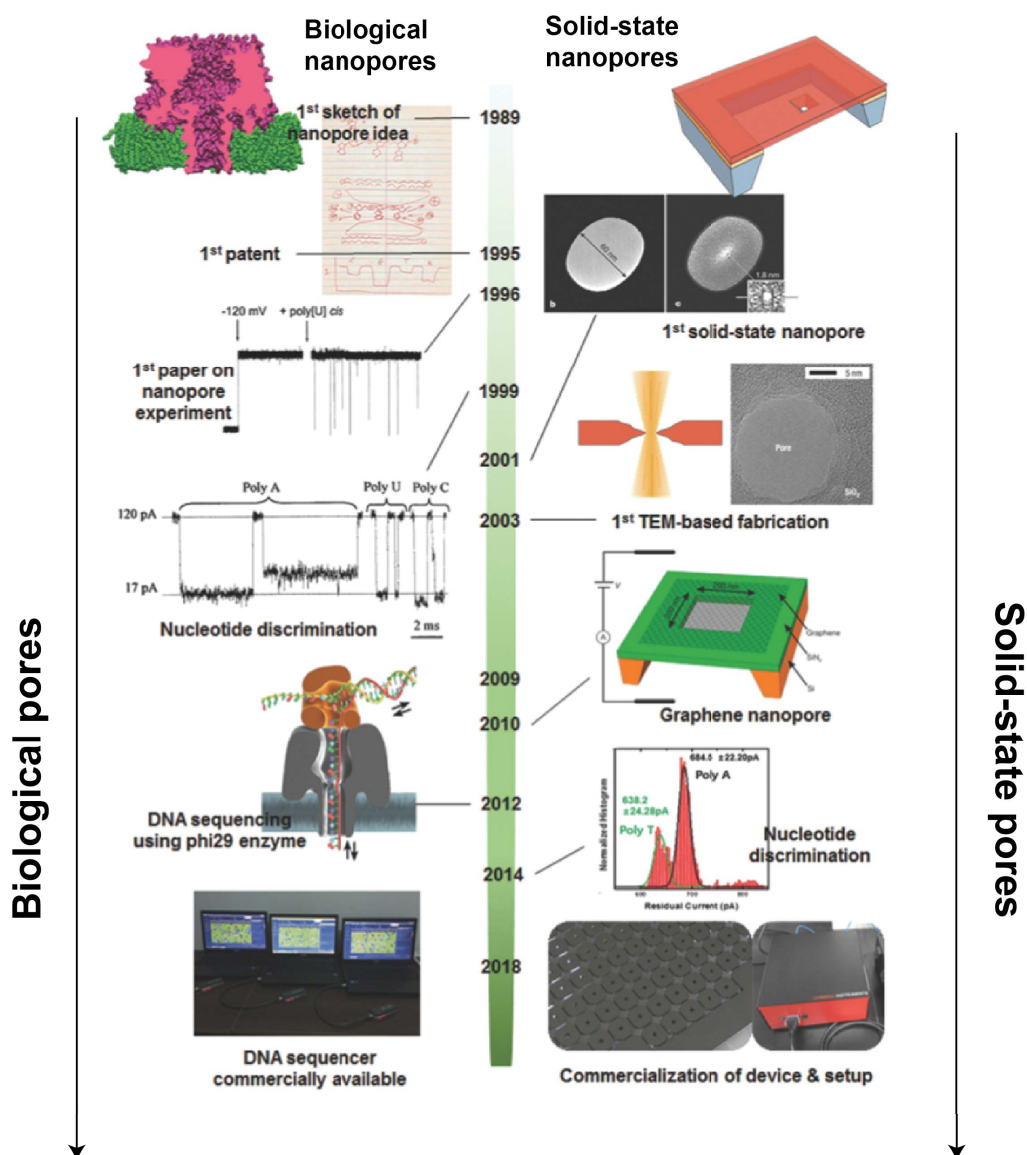 Biological
nanopores
Solid-state
nanopores
1st sketch of
nanopore idea
1989
1st patent
1995
1996
-120 mV
+ poly[U] cis
1st paper on
nanopore
experiment
60 nm
1.8 nm
b
c
1st solid-state nanopore
1999
5 nm
Pore
SiO2
2001
Poly A
Poly U
Poly C
120 pA
17 pA
2 ms
2003
1st TEM-based fabrication
Nucleotide discrimination
V
A
Graphene
SiNx
Si
Graphene nanopore
2009
2010
2012
DNA sequencing
using phi29 enzyme
684.5 ±22.20pA
Poly A
638.2
±24.28pA
Poly T
Normalized Histogram
600
700
800
Residual Current (pA)
Nucleotide
discrimination
2014
2018
DNA sequencer
commercially available
INSTRUMENTS
Commercialization of device & setup
Biological pores
Solid-state pores